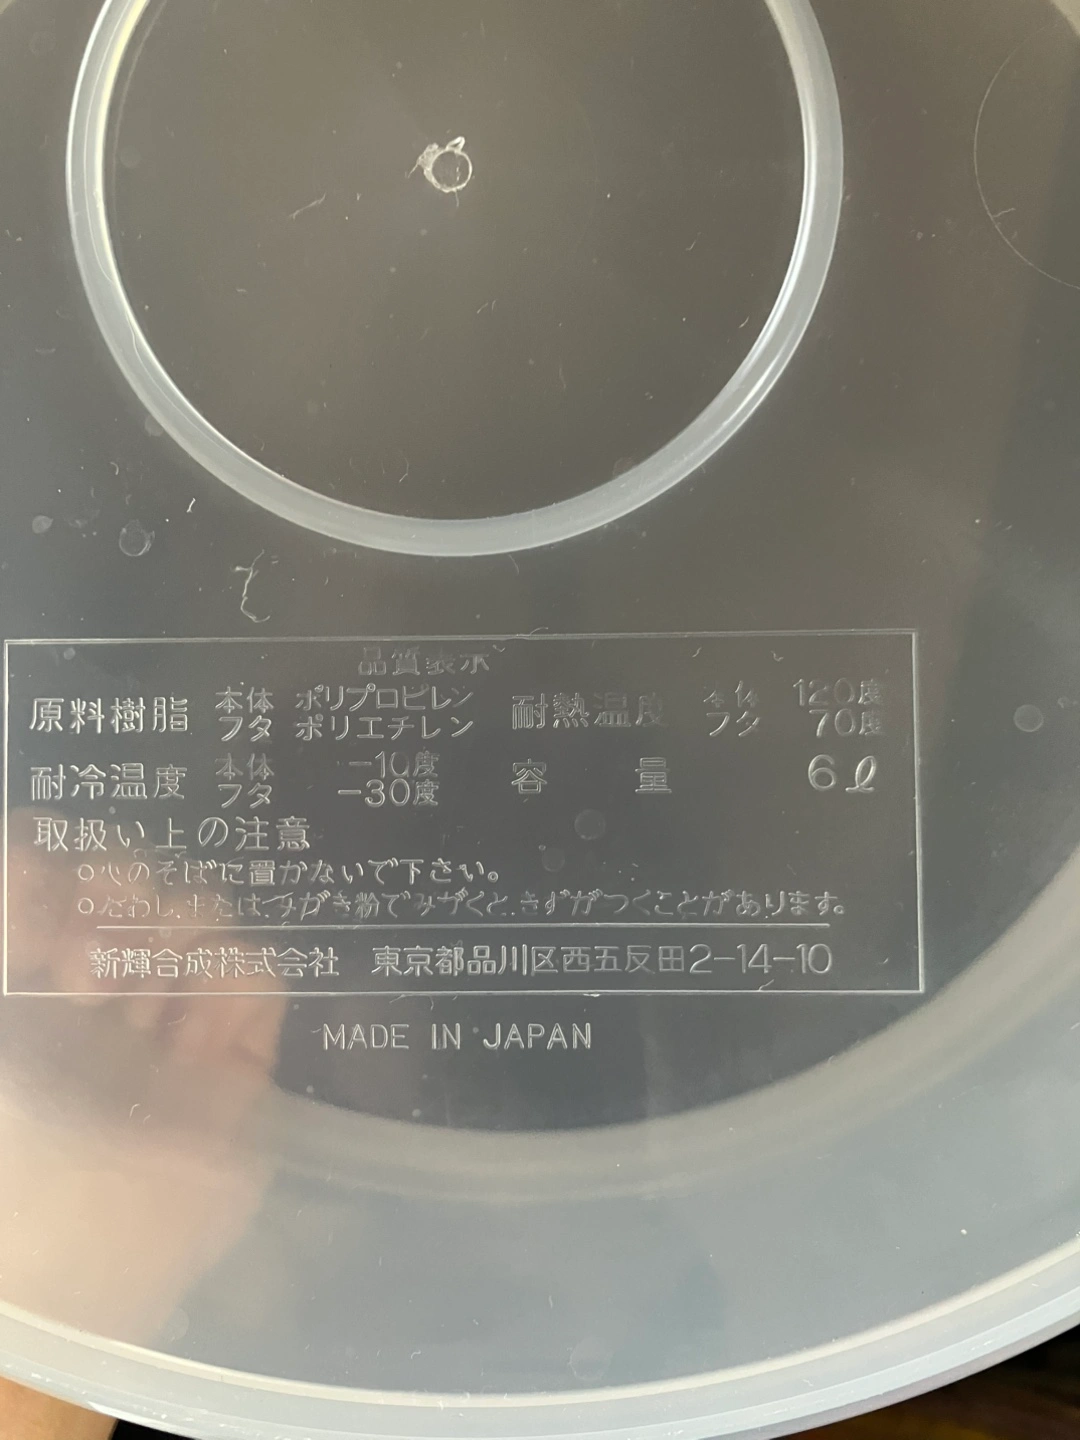 品質表示
原料樹脂 本体 ポリプロピレン 耐熱温度 本体 120度
フタ ポリエチレン フタ 70度
耐冷温度 本体 −10度 容量 6ℓ
フタ −30度
取扱い上の注意
○火のそばに置かないで下さい。
○たわし、またはみがき粉でみがくと、きずがつくことがあります。
新輝合成株式会社 東京都品川区西五反田2−14−10
MADE IN JAPAN